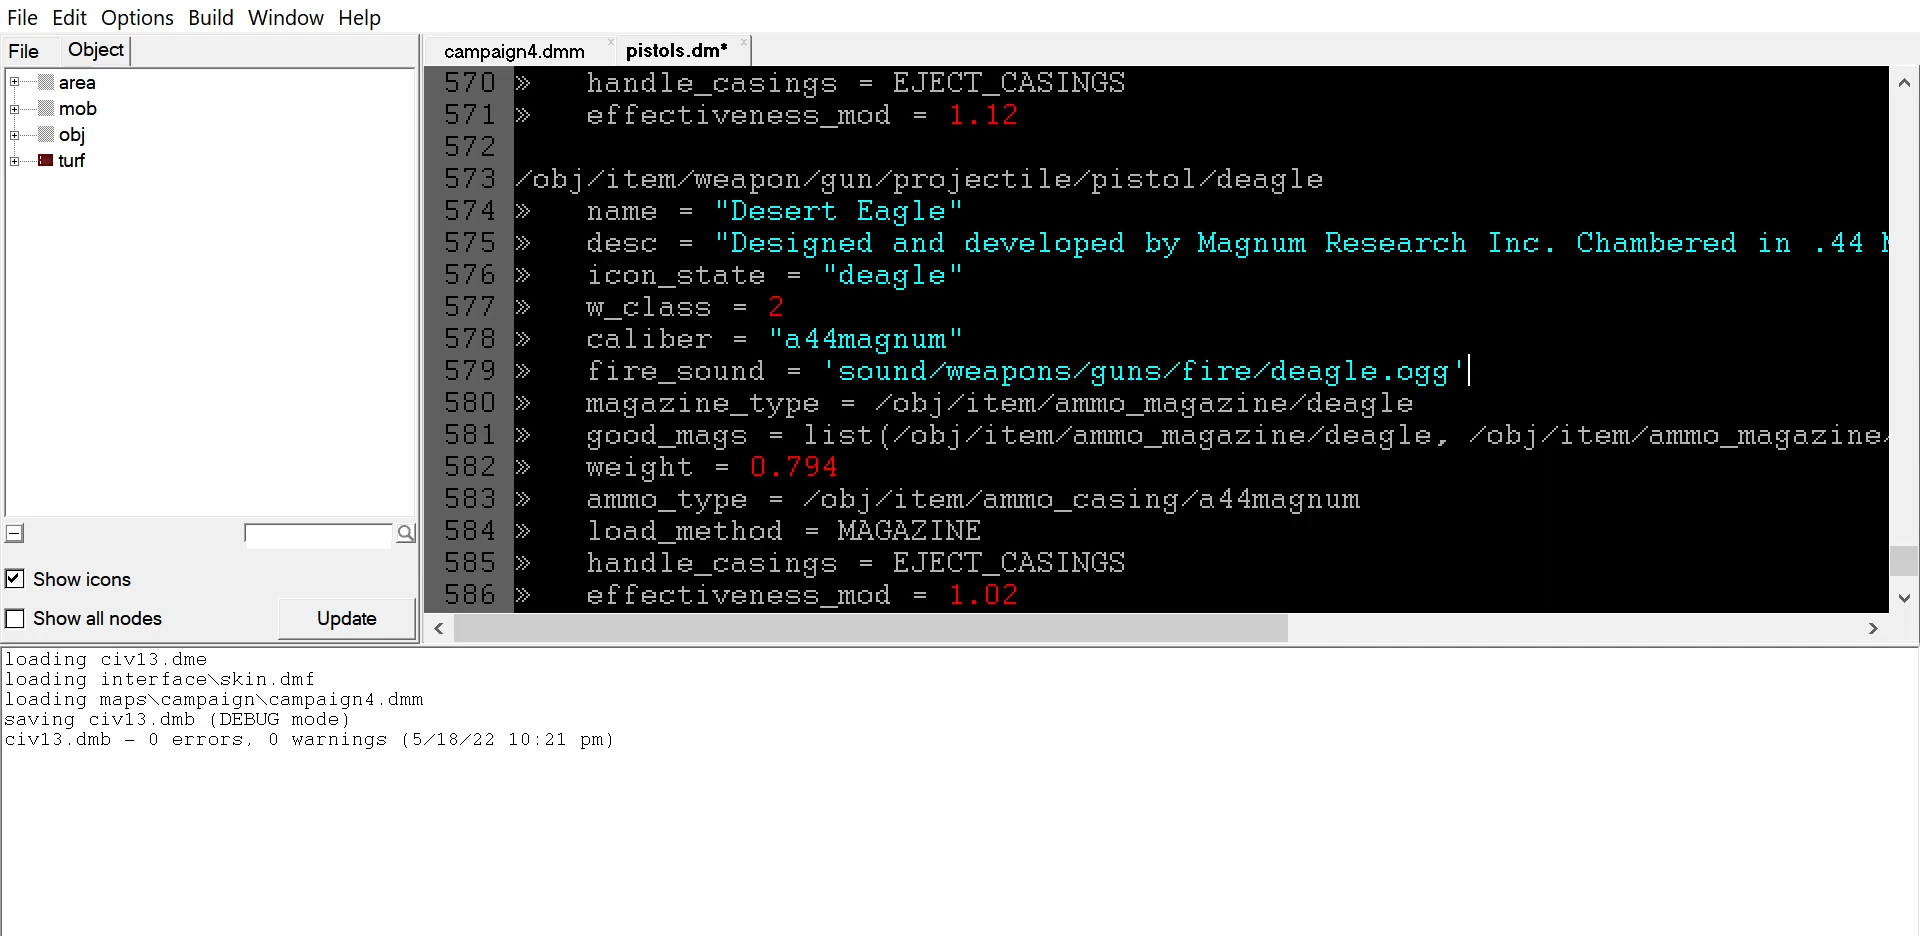 File Edit Options Build Window Help
File Object
campaign4.dmm x pistols.dm* x
area
mob
obj
turf
Show icons
Show all nodes
Update
570 » handle_casings = EJECT_CASINGS
571 » effectiveness_mod = 1.12
572
573 /obj/item/weapon/gun/projectile/pistol/deagle
574 » name = "Desert Eagle"
575 » desc = "Designed and developed by Magnum Research Inc. Chambered in .44
576 » icon_state = "deagle"
577 » w_class = 2
578 » caliber = "a44magnum"
579 » fire_sound = 'sound/weapons/guns/fire/deagle.ogg'
580 » magazine_type = /obj/item/ammo_magazine/deagle
581 » good_mags = list(/obj/item/ammo_magazine/deagle, /obj/item/ammo_magazine/
582 » weight = 0.794
583 » ammo_type = /obj/item/ammo_casing/a44magnum
584 » load_method = MAGAZINE
585 » handle_casings = EJECT_CASINGS
586 » effectiveness_mod = 1.02
loading civ13.dme
loading interface\skin.dmf
loading maps\campaign\campaign4.dmm
saving civ13.dmb (DEBUG mode)
civ13.dmb - 0 errors, 0 warnings (5/18/22 10:21 pm)